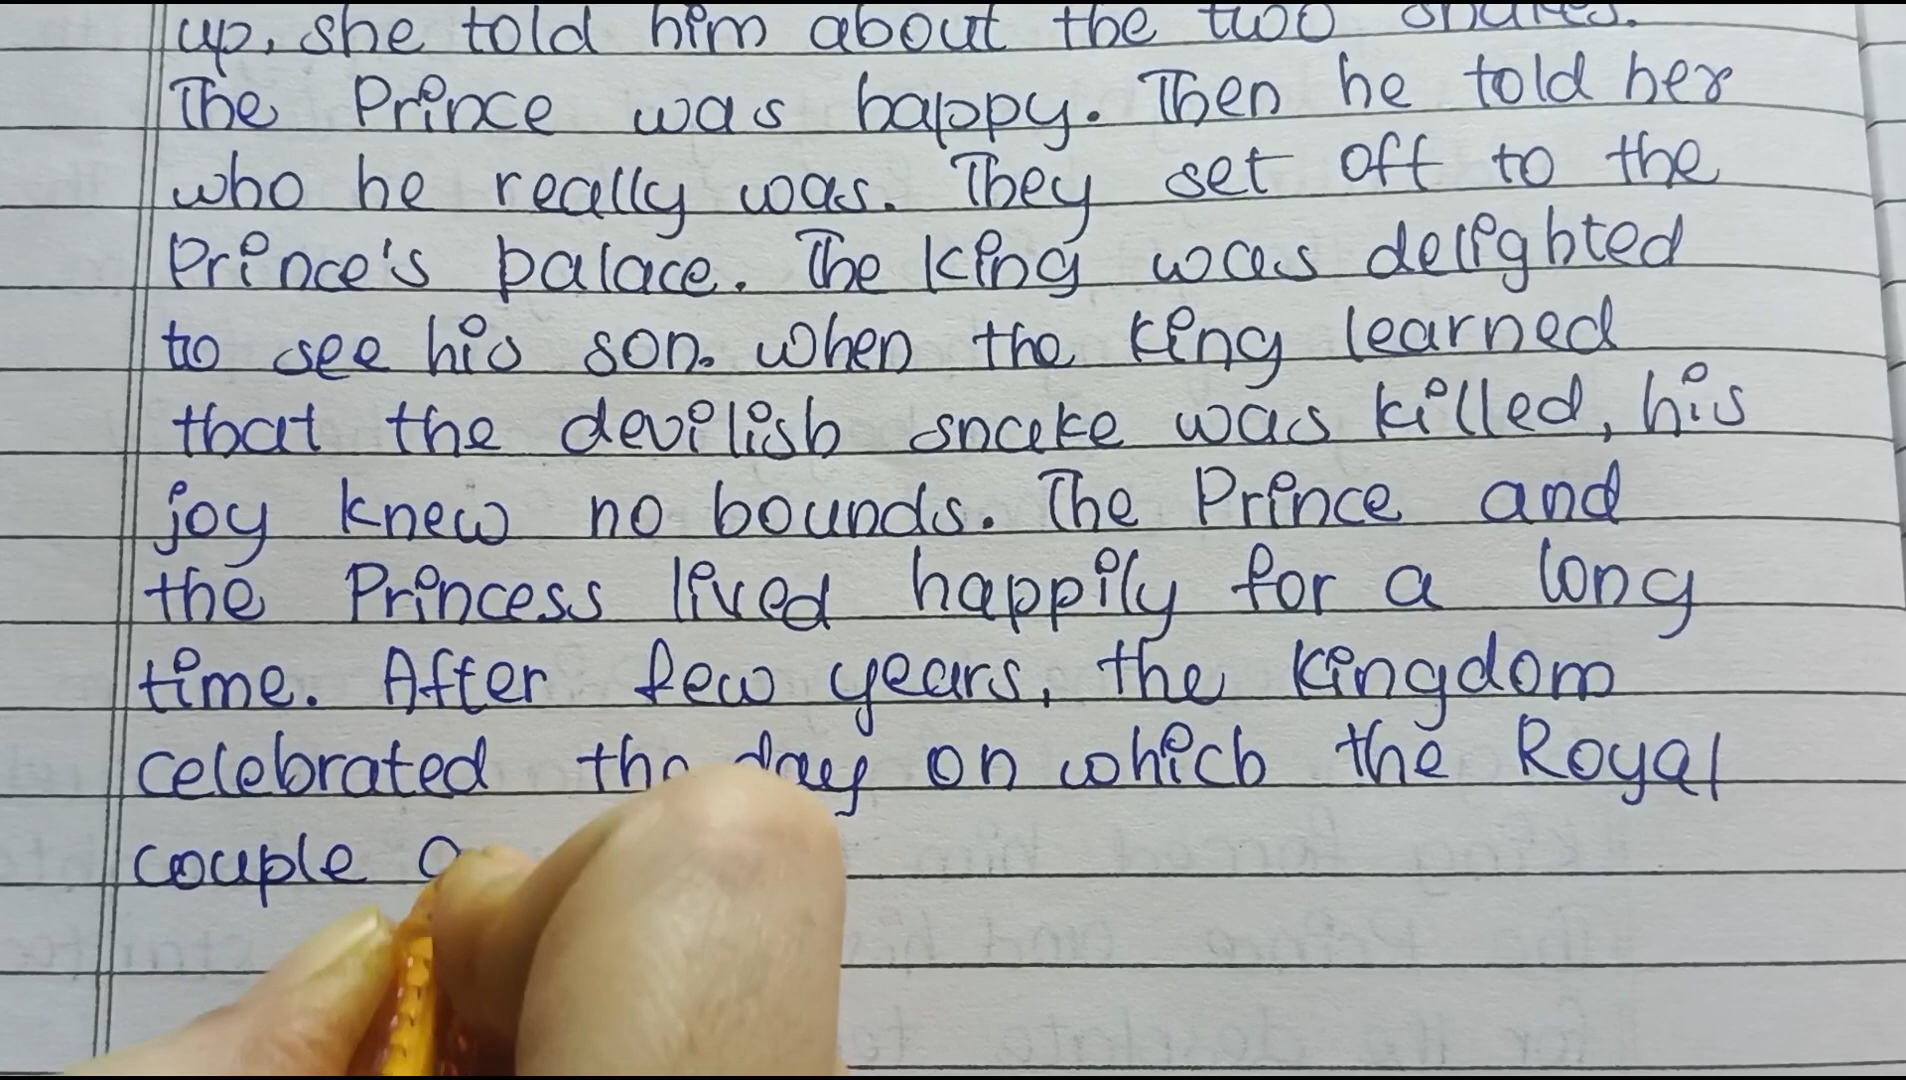 up, she told him about the two snakes.
The Prince was happy. Then he told her
who he really was. They set off to the
Prince's palace. The King was delighted
to see his son. When the King learned
that the devilish snake was killed, his
joy knew no bounds. The Prince and
the Princess lived happily for a long
time. After few years, the Kingdom
celebrated the day on which the Royal
couple